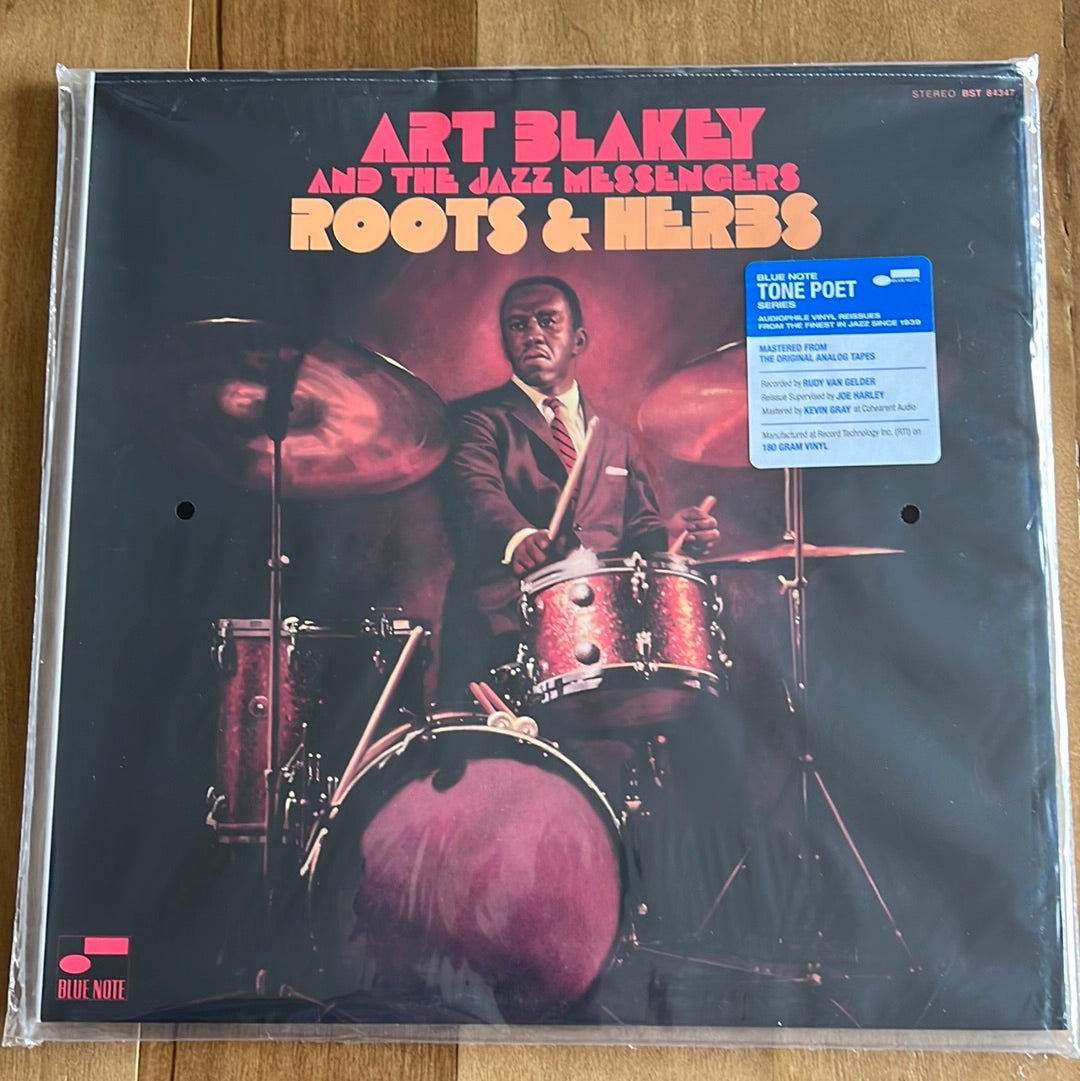 STEREO BST 84347
ART BLAKEY
AND THE JAZZ MESSENGERS
ROOTS & HERBS
BLUE NOTE
TONE POET
SERIES
BLUE NOTE
AUDIOPHILE VINYL REISSUES
FROM THE FINEST IN JAZZ SINCE 1939
MASTERED FROM
THE ORIGINAL ANALOG TAPES
Recorded by RUDY VAN GELDER
Reissue Supervised by JOE HARLEY
Mastered by KEVIN GRAY at Cohearent Audio
Manufactured at Record Technology Inc. (RTI) on
180 GRAM VINYL
BLUE NOTE